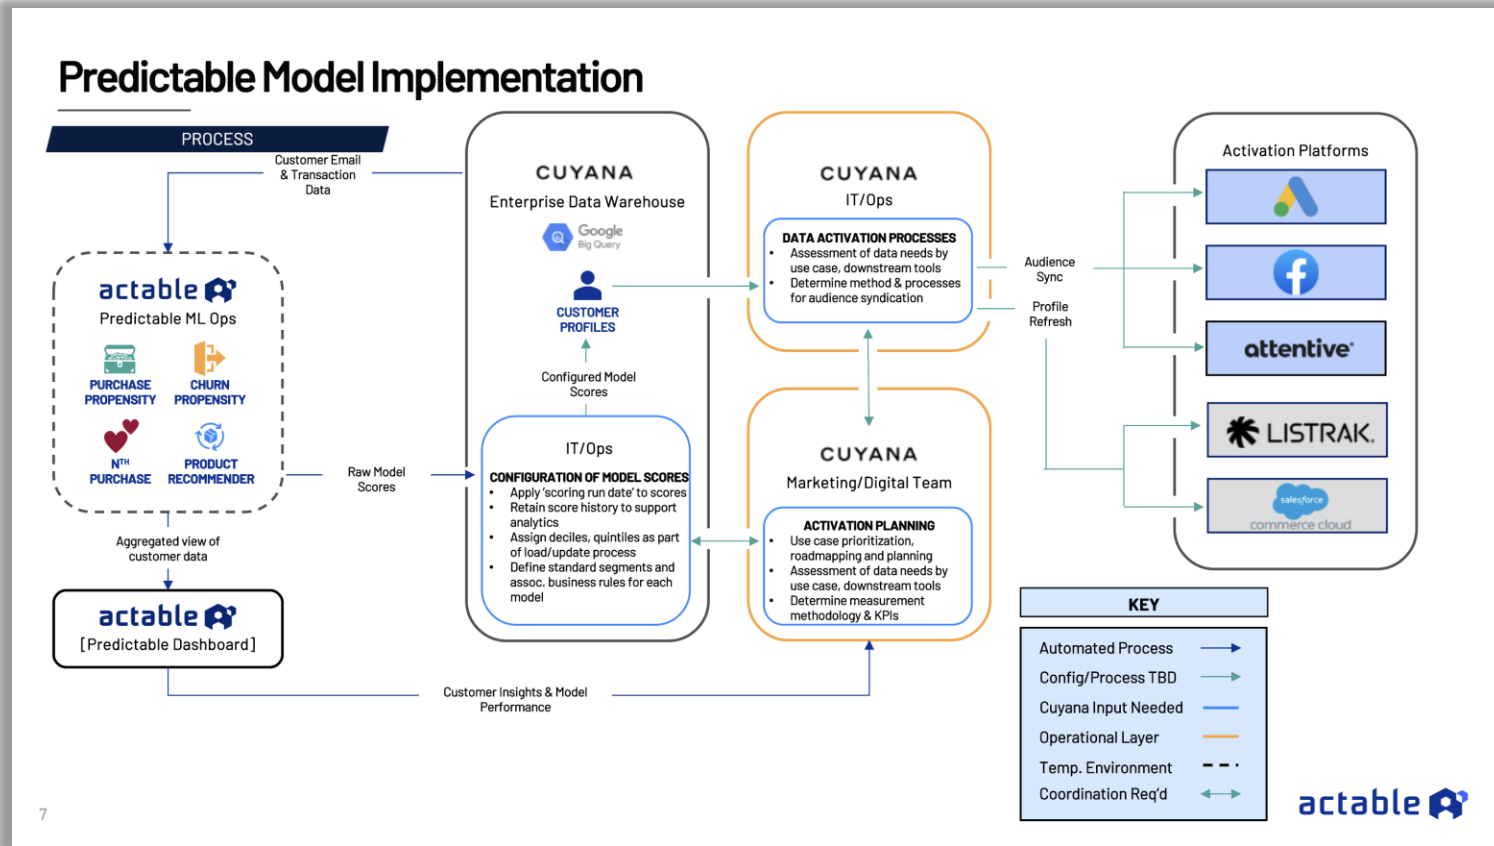 Predictable Model Implementation
PROCESS
Customer Email
& Transaction
Data
actable
Predictable ML Ops
PURCHASE
PROPENSITY
CHURN
PROPENSITY
NTH
PURCHASE
PRODUCT
RECOMMENDER
Aggregated view of
customer data
actable
[Predictable Dashboard]
Raw Model
Scores
Customer Insights & Model
Performance
CUYANA
Enterprise Data Warehouse
Google
Big Query
CUSTOMER
PROFILES
Configured Model
Scores
IT/Ops
CONFIGURATION OF MODEL SCORES
• Apply ‘scoring run date’ to scores
• Retain score history to support
analytics
• Assign deciles, quintiles as part
of load/update process
• Define standard segments and
assoc. business rules for each
model
CUYANA
IT/Ops
DATA ACTIVATION PROCESSES
• Assessment of data needs by
use case, downstream tools
• Determine method & processes
for audience syndication
CUYANA
Marketing/Digital Team
ACTIVATION PLANNING
• Use case prioritization,
roadmapping and planning
• Assessment of data needs by
use case, downstream tools
• Determine measurement
methodology & KPIs
Audience
Sync
Profile
Refresh
Activation Platforms
attentive
LISTRAK.
salesforce
commerce cloud
KEY
Automated Process
Config/Process TBD
Cuyana Input Needed
Operational Layer
Temp. Environment
Coordination Req’d
7
actable